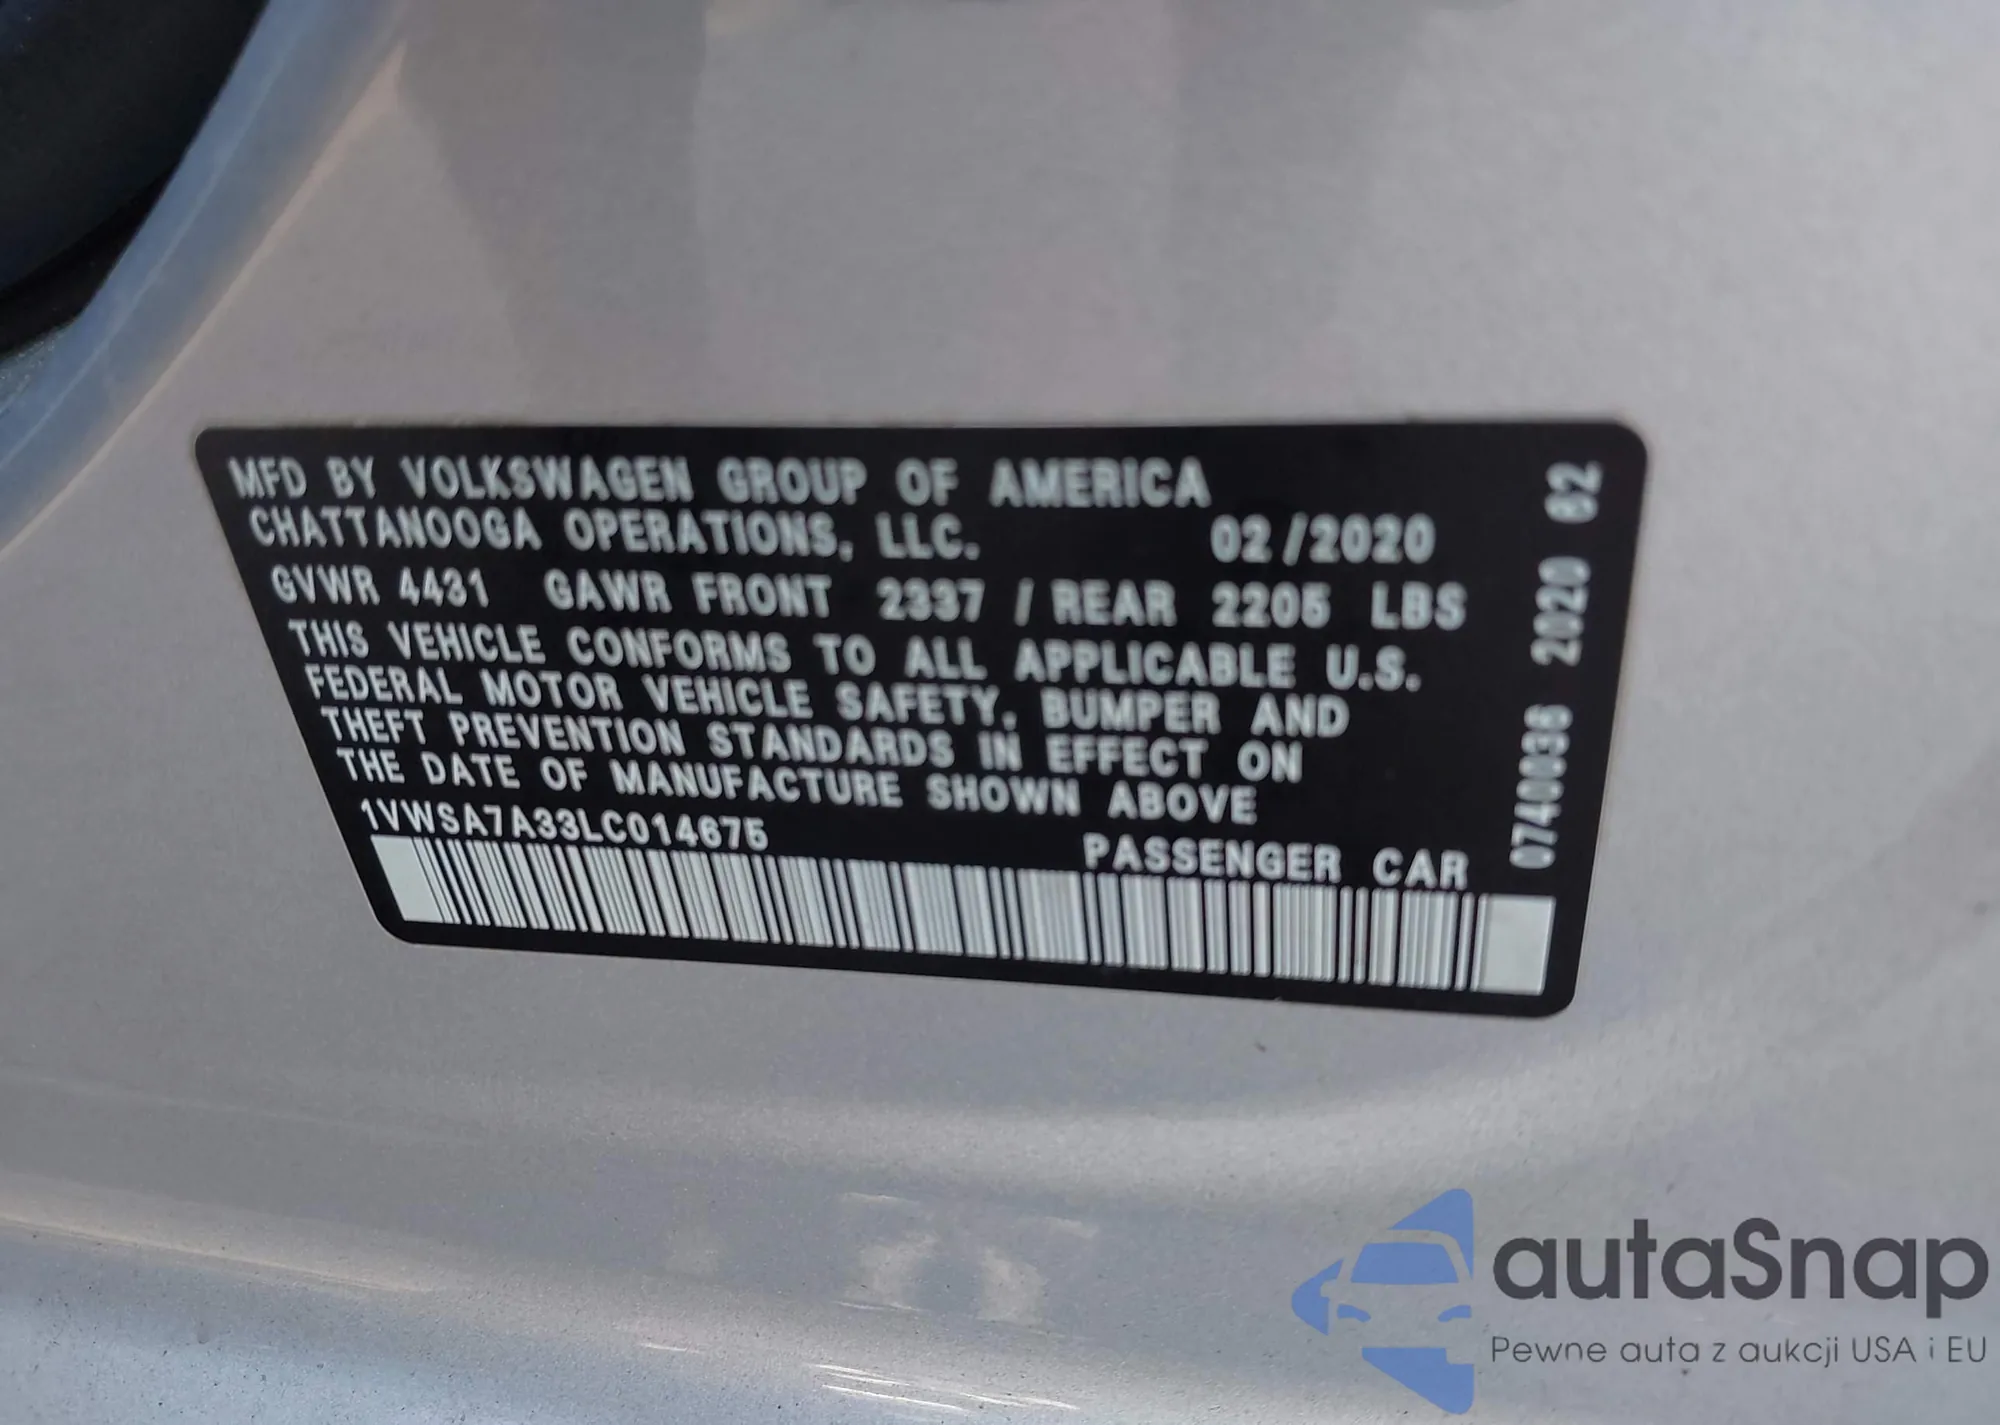 MFD BY VOLKSWAGEN GROUP OF AMERICA
CHATTANOOGA OPERATIONS, LLC. 02/2020
GVWR 4431 GAWR FRONT 2337 / REAR 2205 LBS
THIS VEHICLE CONFORMS TO ALL APPLICABLE U.S.
FEDERAL MOTOR VEHICLE SAFETY, BUMPER AND
THEFT PREVENTION STANDARDS IN EFFECT ON
THE DATE OF MANUFACTURE SHOWN ABOVE
1VWSA7A33LC014675
PASSENGER CAR
07400036 2020 62
autaSnap
Pewne auta z aukcji USA i EU